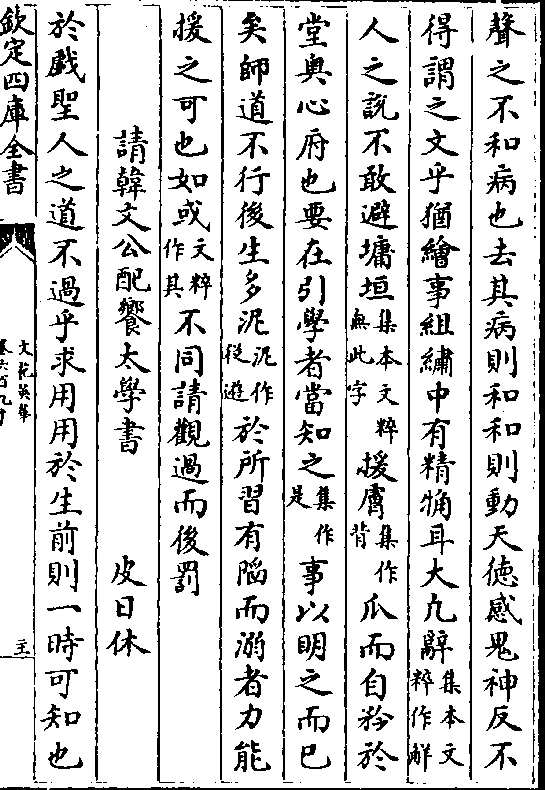 聲之不和病也去其病則和和則動天徳感鬼神反不
得謂之文乎猶繪事組繡中有精觕耳大凡辭集本文粹作解
人之說不敢避墉垣集本文粹無此字援膚集作背爪而自矜於
堂奥心府也要在引學者當知之集作是事以明之而已
矣師道不行後生多泥泥作従遊於所習有䧟而溺者力能
援之可也如或文粹作其不同請觀過而後罰
請韓文公配饗太學書 皮日休
於戲聖人之道不過乎求用用於生前則一時可知也
欽定四庫全書
文苑英華
卷六百九十